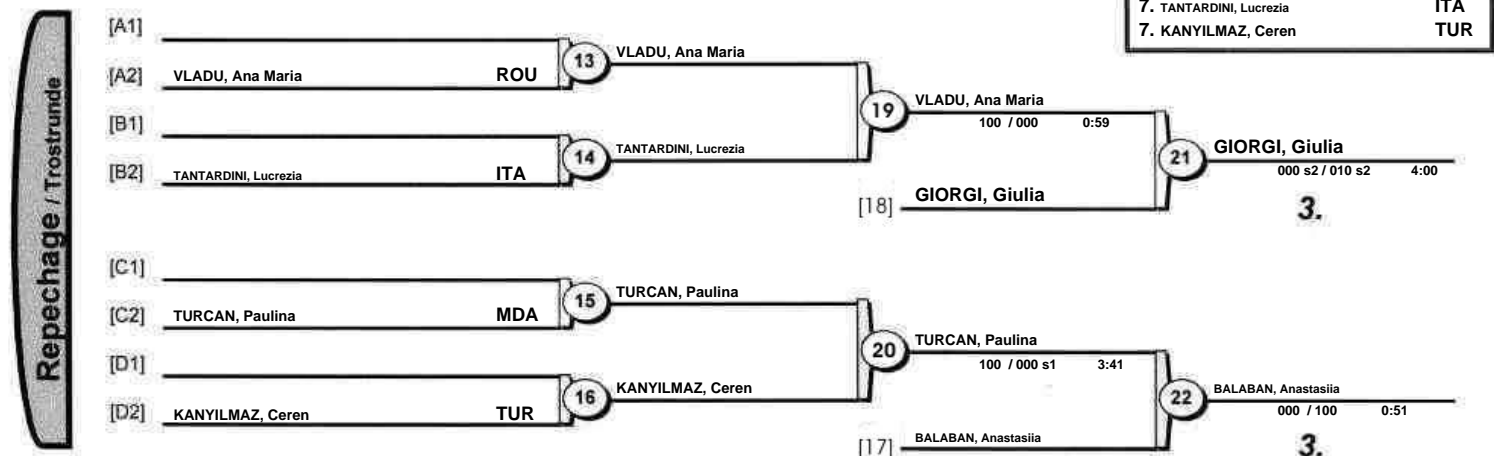 7. TANTARDINI, Lucrezia ITA
7. KANYILMAZ, Ceren TUR
Repechage / Trostrunde
[A1]
[A2] VLADU, Ana Maria ROU
13 VLADU, Ana Maria
[B1]
[B2] TANTARDINI, Lucrezia ITA
14 TANTARDINI, Lucrezia
19 VLADU, Ana Maria
100 / 000 0:59
[18] GIORGI, Giulia
21 GIORGI, Giulia
000 s2 / 010 s2 4:00
3.
[C1]
[C2] TURCAN, Paulina MDA
15 TURCAN, Paulina
[D1]
[D2] KANYILMAZ, Ceren TUR
16 KANYILMAZ, Ceren
20 TURCAN, Paulina
100 / 000 s1 3:41
[17] BALABAN, Anastasiia
22 BALABAN, Anastasiia
000 / 100 0:51
3.